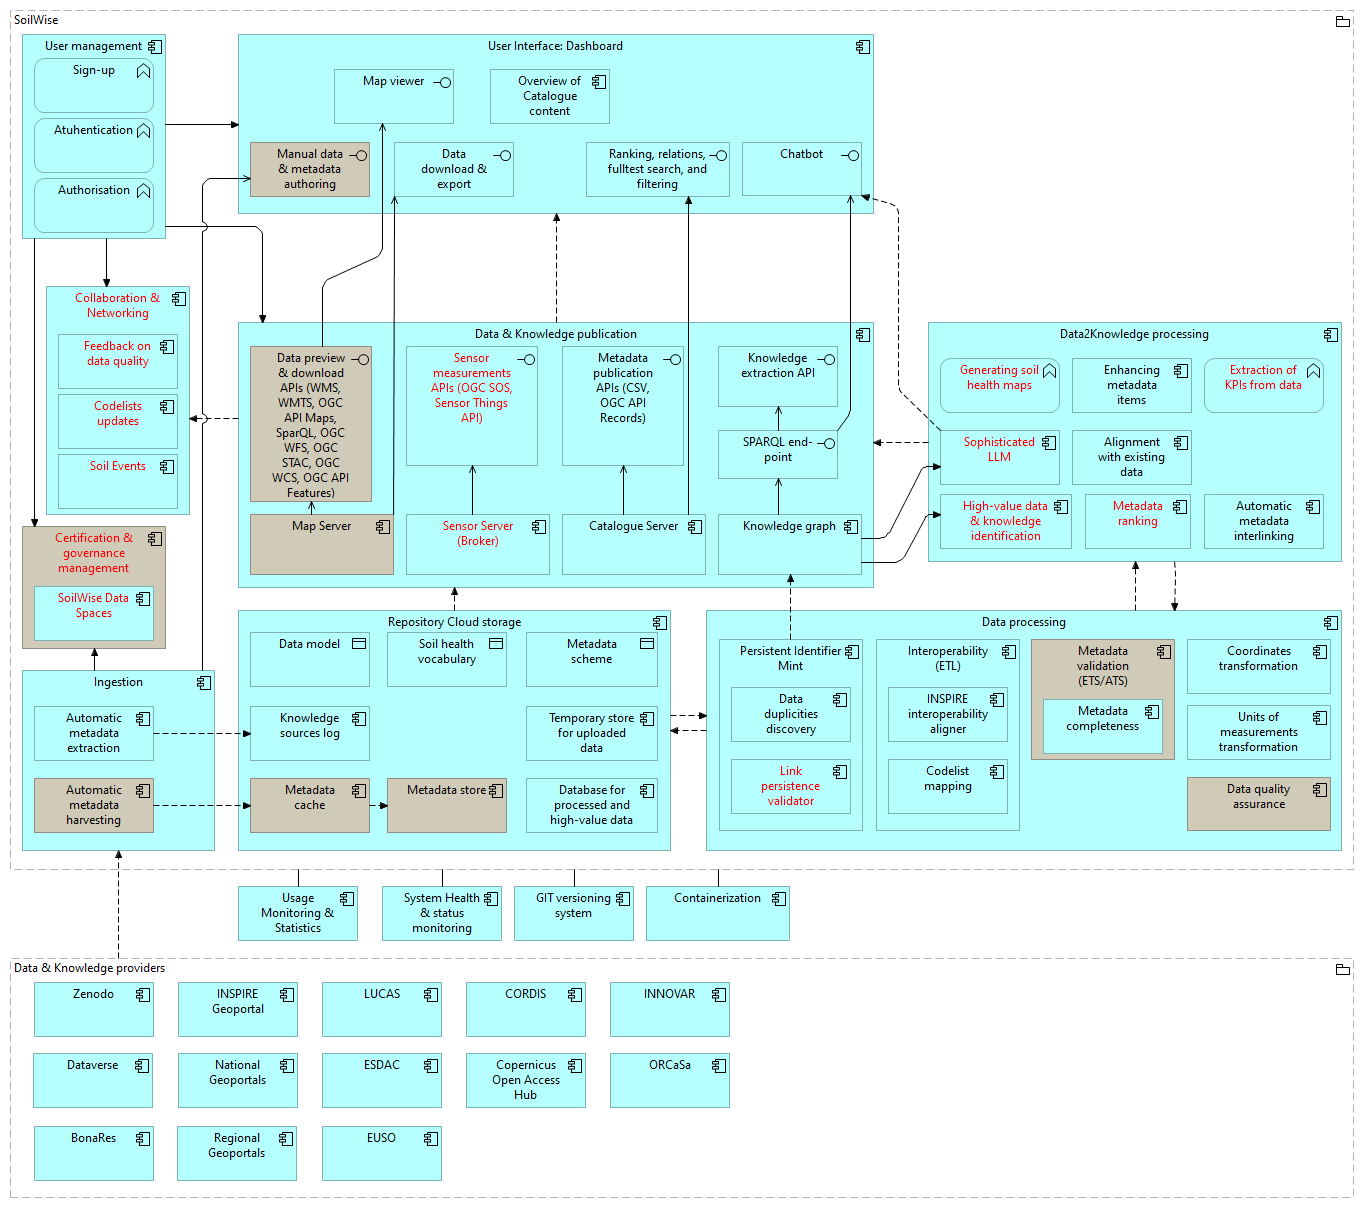 SoilWise
User management
Sign-up
Atuhentication
Authorisation
User Interface: Dashboard
Map viewer
Overview of
Catalogue
content
Manual data
& metadata
authoring
Data
download &
export
Ranking, relations,
fulltest search, and
filtering
Chatbot
Collaboration &
Networking
Feedback on
data quality
Codelists
updates
Soil Events
Data & Knowledge publication
Data preview
& download
APIs (WMS,
WMTS, OGC
API Maps,
SparQL, OGC
WFS, OGC
STAC, OGC
WCS, OGC API
Features)
Sensor
measurements
APIs (OGC SOS,
Sensor Things
API)
Metadata
publication
APIs (CSV,
OGC API
Records)
Knowledge
extraction API
SPARQL end-
point
Map Server
Sensor Server
(Broker)
Catalogue Server
Knowledge graph
Data2Knowledge processing
Generating soil
health maps
Enhancing
metadata
items
Extraction of
KPIs from data
Sophisticated
LLM
Alignment
with existing
data
High-value data
& knowledge
identification
Metadata
ranking
Automatic
metadata
interlinking
Certification &
governance
management
SoilWise Data
Spaces
Ingestion
Automatic
metadata
extraction
Automatic
metadata
harvesting
Repository Cloud storage
Data model
Soil health
vocabulary
Metadata
scheme
Knowledge
sources log
Temporary store
for uploaded
data
Metadata
cache
Metadata store
Database for
processed and
high-value data
Data processing
Persistent Identifier
Mint
Data
duplicities
discovery
Link
persistence
validator
Interoperability
(ETL)
INSPIRE
interoperability
aligner
Codelist
mapping
Metadata
validation
(ETS/ATS)
Metadata
completeness
Coordinates
transformation
Units of
measurements
transformation
Data quality
assurance
Usage
Monitoring &
Statistics
System Health
& status
monitoring
GIT versioning
system
Containerization
Data & Knowledge providers
Zenodo
INSPIRE
Geoportal
LUCAS
CORDIS
INNOVAR
Dataverse
National
Geoportals
ESDAC
Copernicus
Open Access
Hub
ORCaSa
BonaRes
Regional
Geoportals
EUSO